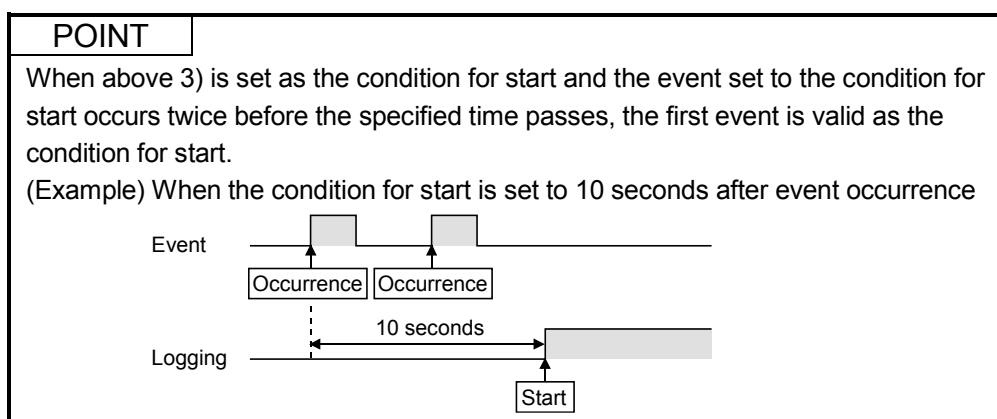 POINT
When above 3) is set as the condition for start and the event set to the condition for
start occurs twice before the specified time passes, the first event is valid as the
condition for start.
(Example) When the condition for start is set to 10 seconds after event occurrence
Event
Occurrence Occurrence
10 seconds
Logging
Start